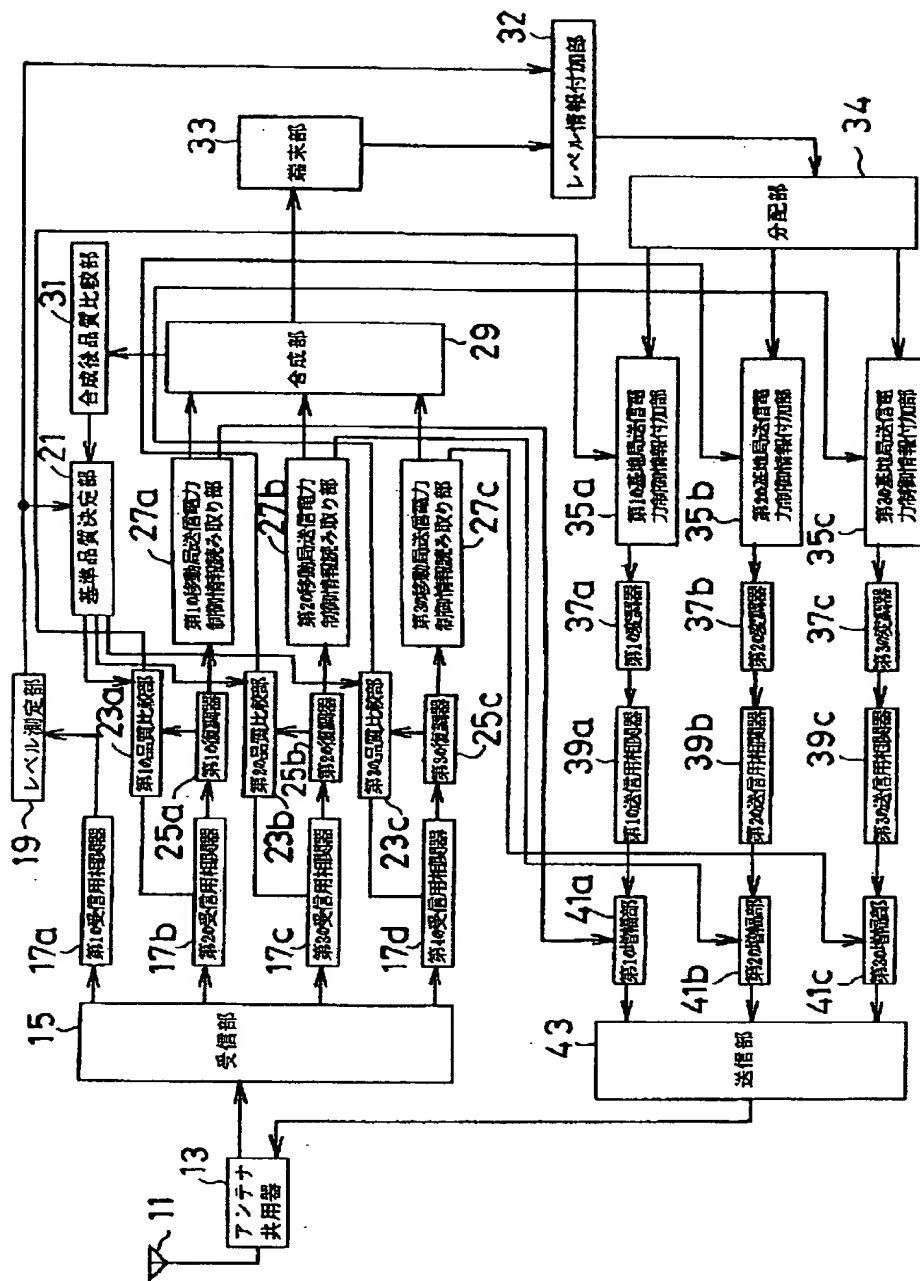 11
13
アンテナ
共用器
15
受信部
17a
第1の受信用相関器
17b
第2の受信用相関器
17c
第3の受信用相関器
17d
第4の受信用相関器
19
レベル測定部
21
基準品質決定部
23a
第1の品質比較部
25a
第1の復調器
23b
第2の品質比較部
25b
第2の復調器
23c
第3の品質比較部
25c
第3の復調器
27a
第1の移動局送信電力
制御情報読み取り部
27b
第2の移動局送信電力
制御情報読み取り部
27c
第3の移動局送信電力
制御情報読み取り部
31
合成後品質比較部
29
合成部
33
端末部
32
レベル情報付加部
34
分配部
35a
第1の基地局送信電
力制御情報付加部
35b
第2の基地局送信電
力制御情報付加部
35c
第3の基地局送信電
力制御情報付加部
37a
第1の変調器
37b
第2の変調器
37c
第3の変調器
39a
第1の送信用相関器
39b
第2の送信用相関器
39c
第3の送信用相関器
41a
第1の増幅部
41b
第2の増幅部
41c
第3の増幅部
43
送信部